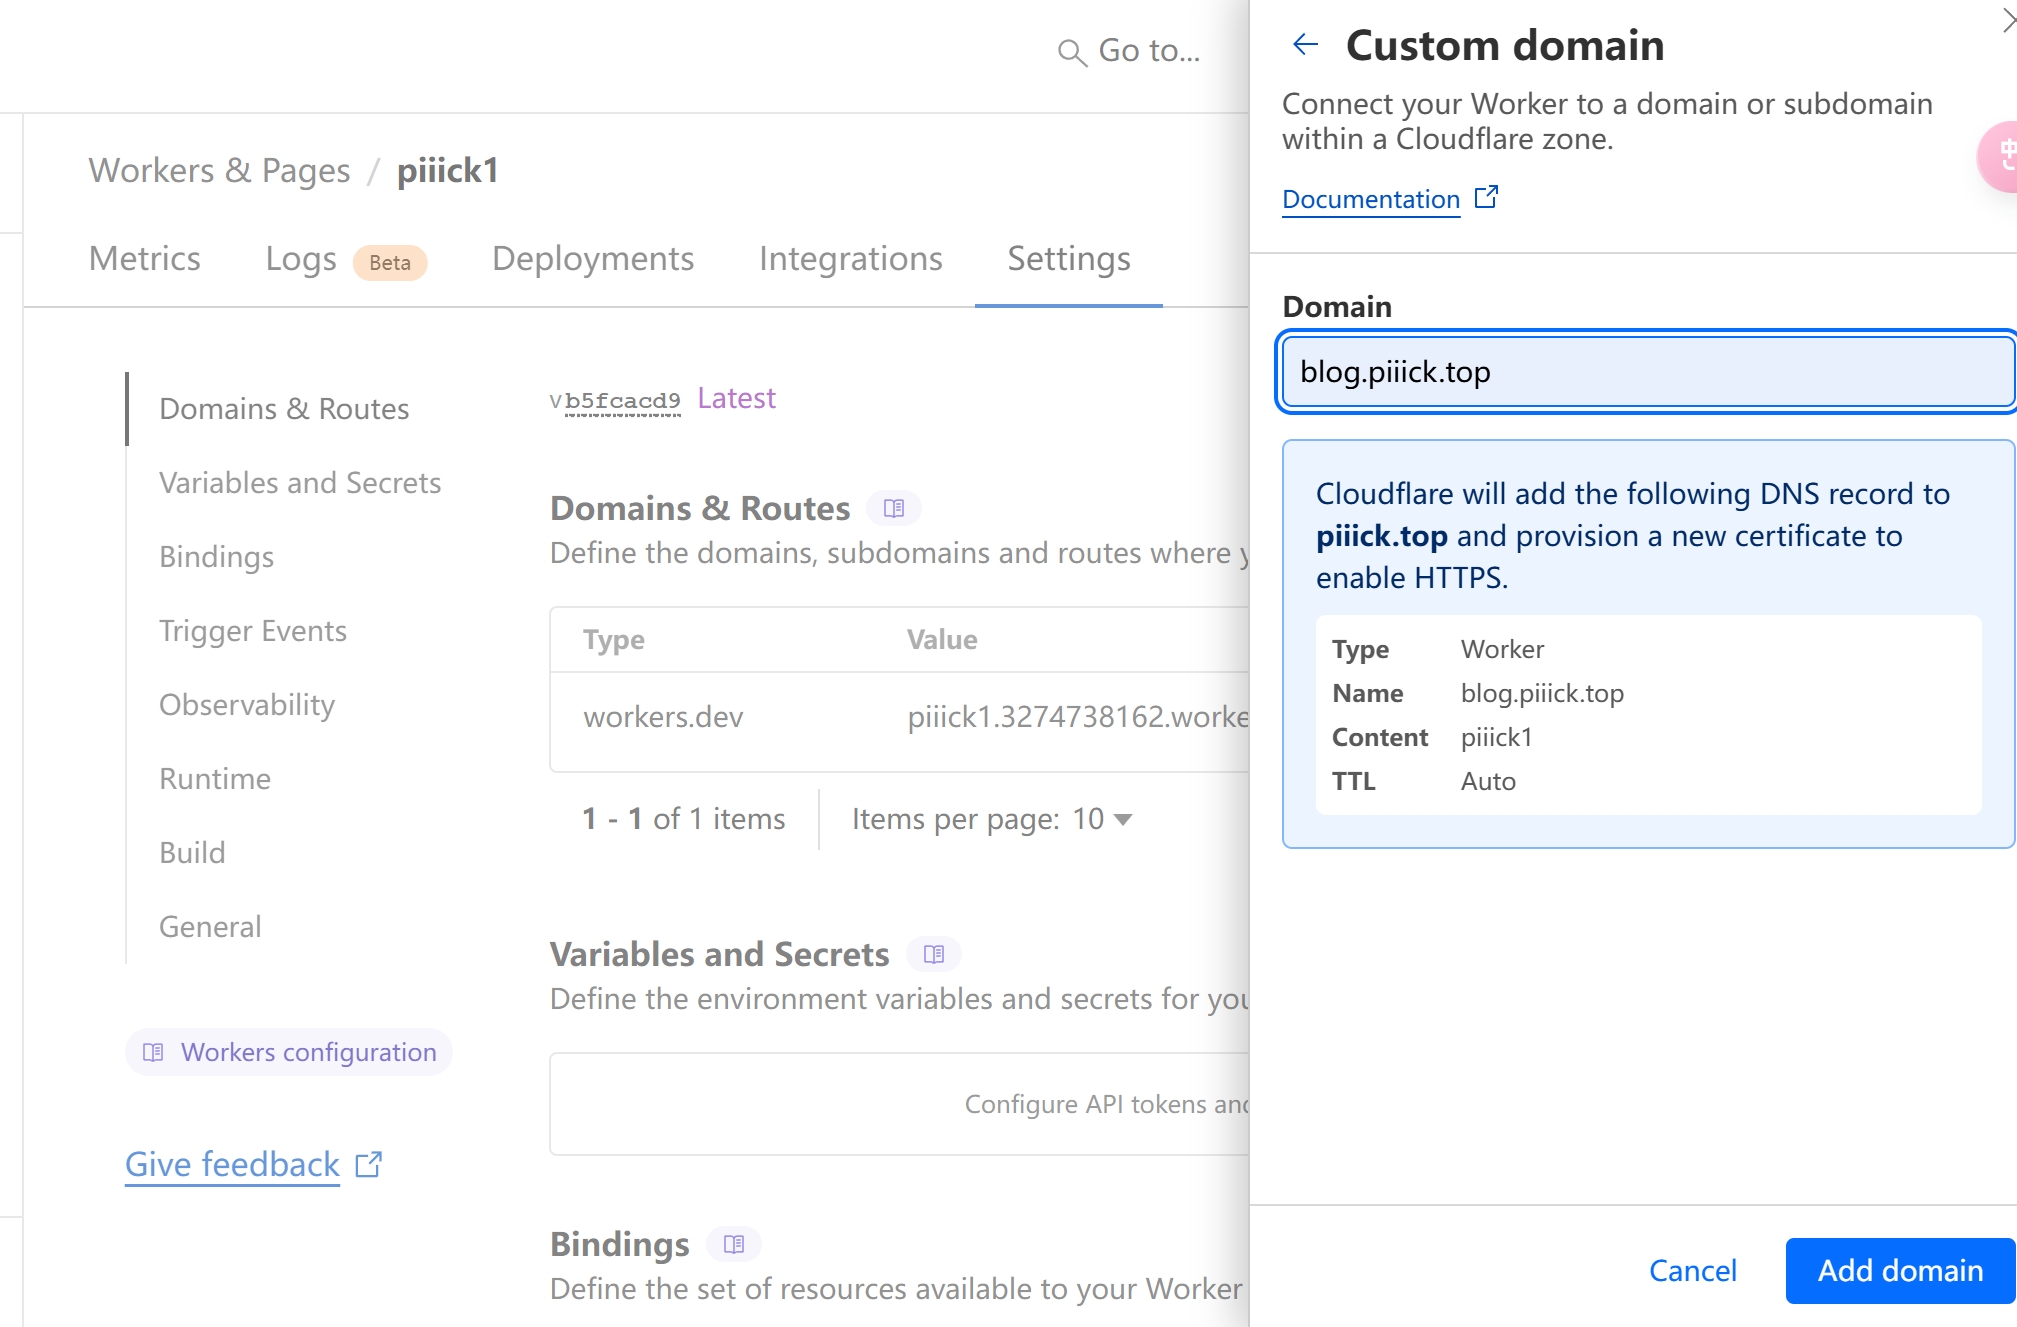 Go to...
Workers & Pages / piiick1
Metrics
Logs Beta
Deployments
Integrations
Settings
Domains & Routes
Variables and Secrets
Bindings
Trigger Events
Observability
Runtime
Build
General
Workers configuration
Give feedback
vb5fcacd9 Latest
Domains & Routes
Define the domains, subdomains and routes where
Type Value
workers.dev piiick1.3274738162.worke
1 - 1 of 1 items Items per page: 10
Variables and Secrets
Define the environment variables and secrets for you
Configure API tokens and
Bindings
Define the set of resources available to your Worker
Custom domain
Connect your Worker to a domain or subdomain
within a Cloudflare zone.
Documentation
Domain
blog.piiick.top
Cloudflare will add the following DNS record to
piiick.top and provision a new certificate to
enable HTTPS.
Type Worker
Name blog.piiick.top
Content piiick1
TTL Auto
Cancel
Add domain